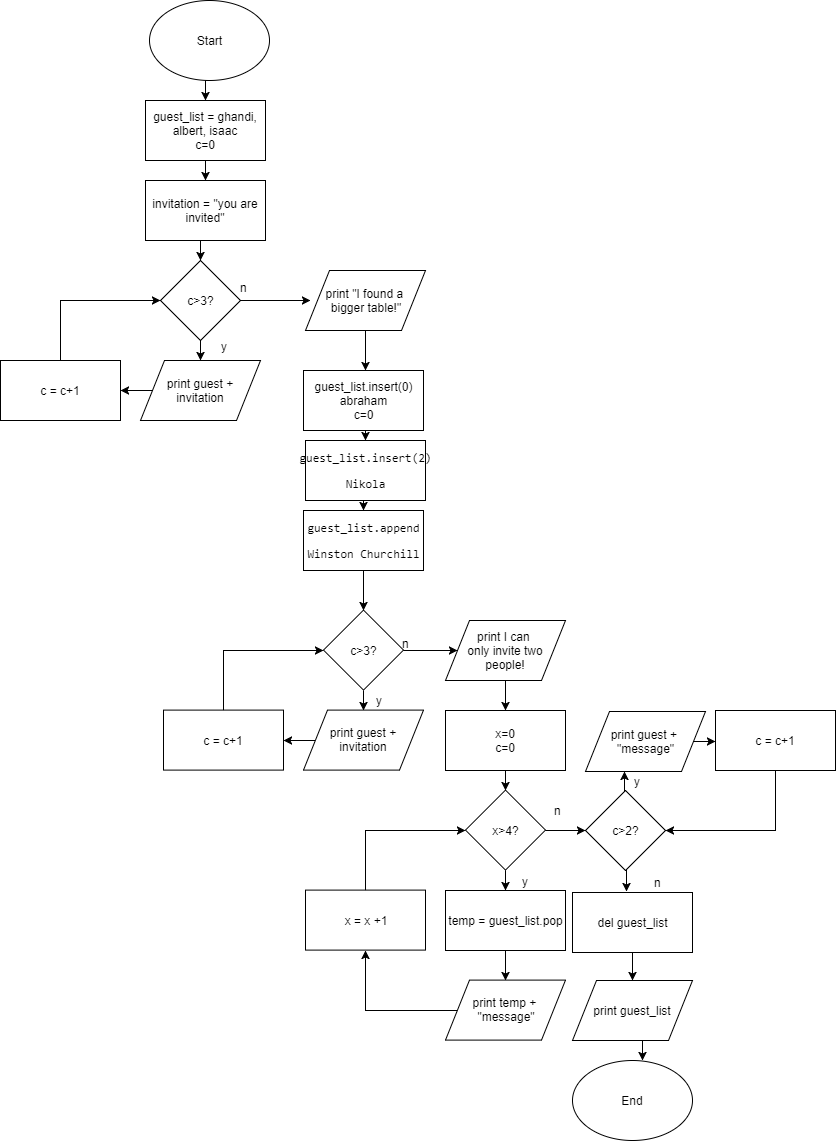 Start
guest_list = ghandi,
albert, isaac
c=0
invitation = "you are
invited"
c>3?
n
print "I found a
bigger table!"
y
c = c+1
print guest +
invitation
guest_list.insert(0)
abraham
c=0
guest_list.insert(2)
Nikola
guest_list.append
Winston Churchill
c>3?
n
print I can
only invite two
people!
y
c = c+1
print guest +
invitation
x=0
c=0
print guest +
"message"
c = c+1
y
x>4?
n
c>2?
y
n
x = x +1
temp = guest_list.pop
del guest_list
print temp +
"message"
print guest_list
End